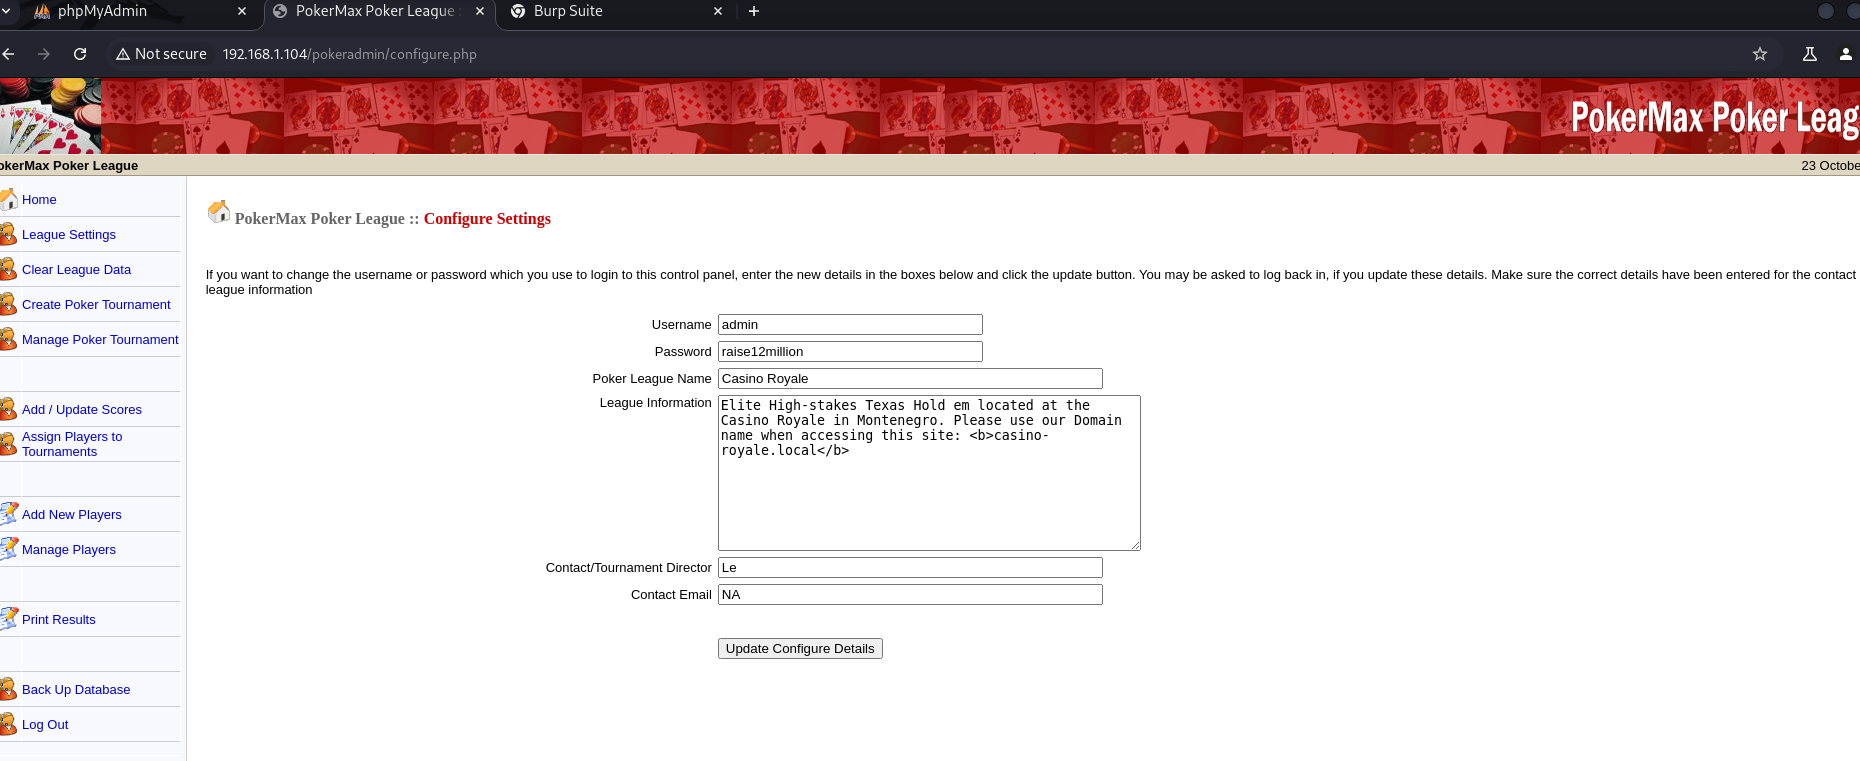 phpMyAdmin
PokerMax Poker League :
Burp Suite
Not secure
192.168.1.104/pokeradmin/configure.php
PokerMax Poker Leag
okerMax Poker League
23 Octobe
Home
League Settings
Clear League Data
Create Poker Tournament
Manage Poker Tournament
Add / Update Scores
Assign Players to
Tournaments
Add New Players
Manage Players
Print Results
Back Up Database
Log Out
PokerMax Poker League :: Configure Settings
If you want to change the username or password which you use to login to this control panel, enter the new details in the boxes below and click the update button. You may be asked to log back in, if you update these details. Make sure the correct details have been entered for the contact
league information
Username admin
Password raise12million
Poker League Name Casino Royale
League Information Elite High-stakes Texas Hold em located at the
Casino Royale in Montenegro. Please use our Domain
name when accessing this site: <b>casino-
royale.local</b>
Contact/Tournament Director Le
Contact Email NA
Update Configure Details